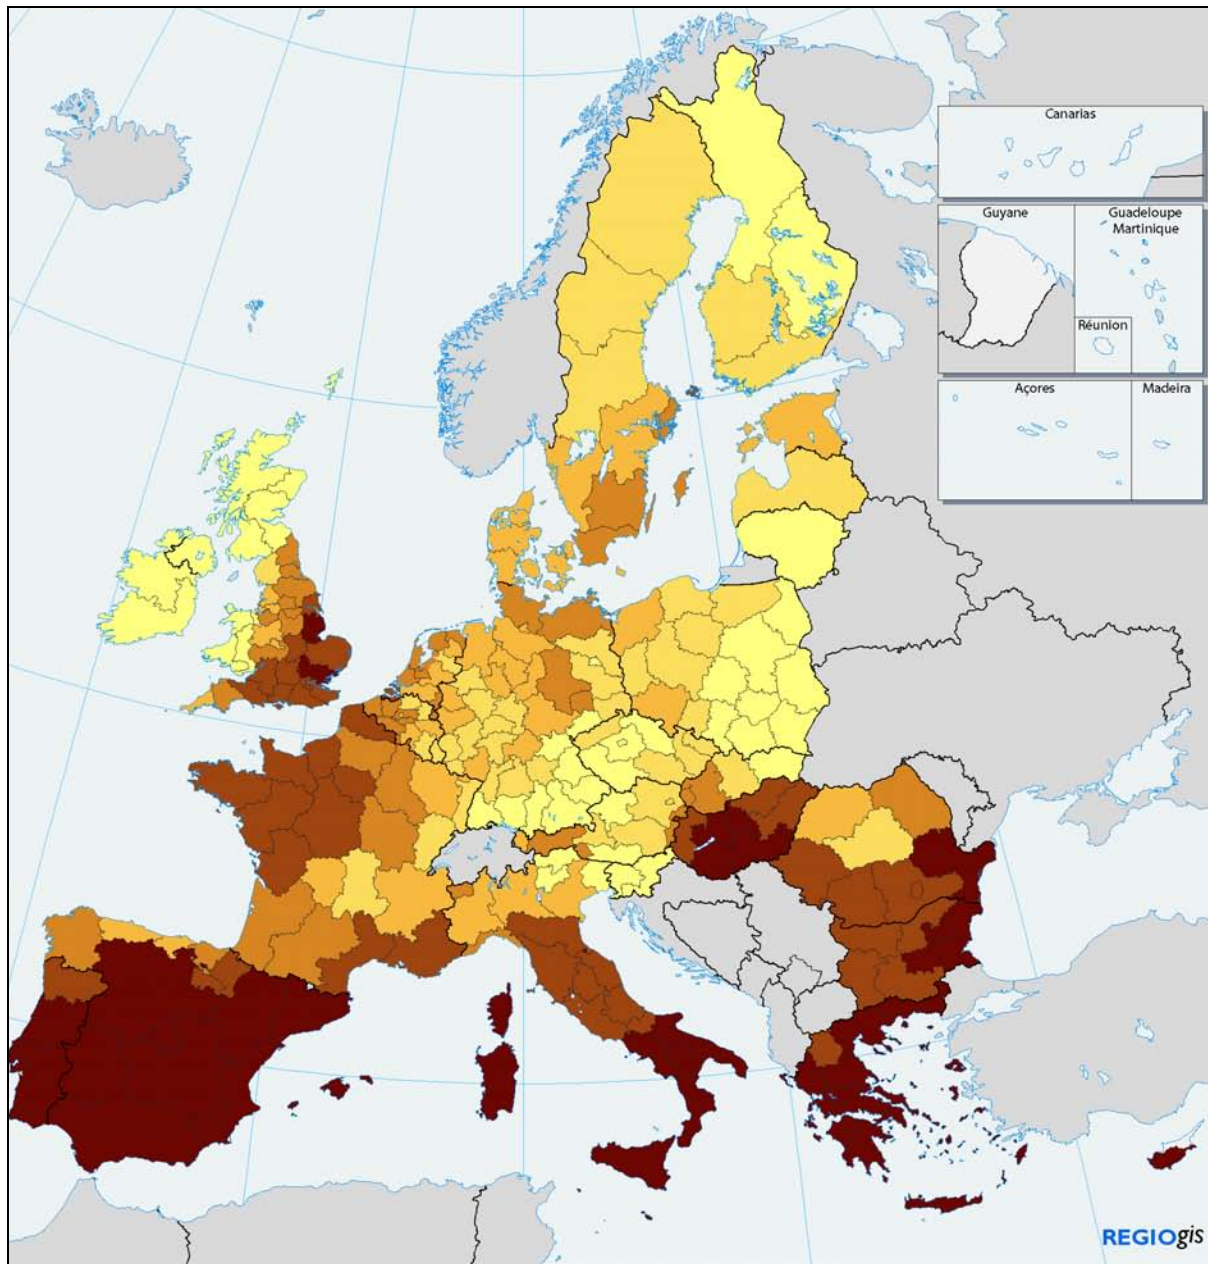 Canarias
Guyane
Guadeloupe
Martinique
Réunion
Açores
Madeira
REGIOgis